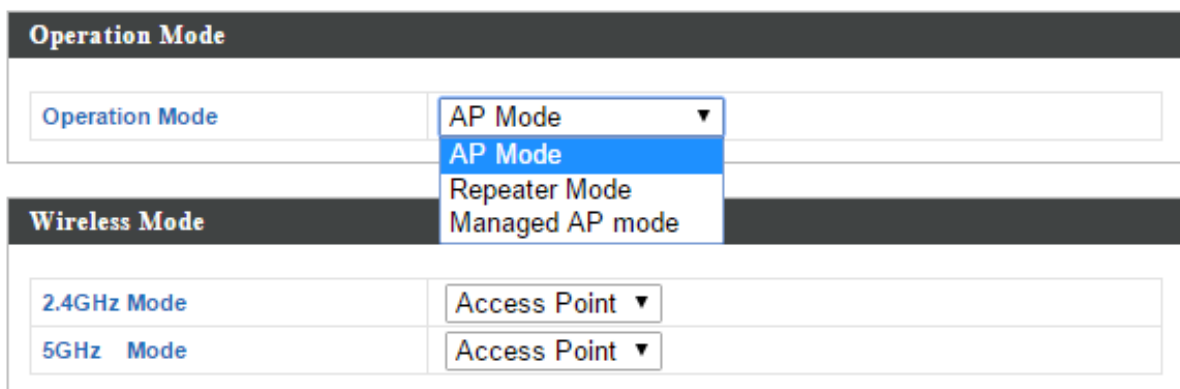 Operation Mode
Operation Mode AP Mode
AP Mode
Repeater Mode
Managed AP mode
Wireless Mode
2.4GHz Mode Access Point
5GHz Mode Access Point